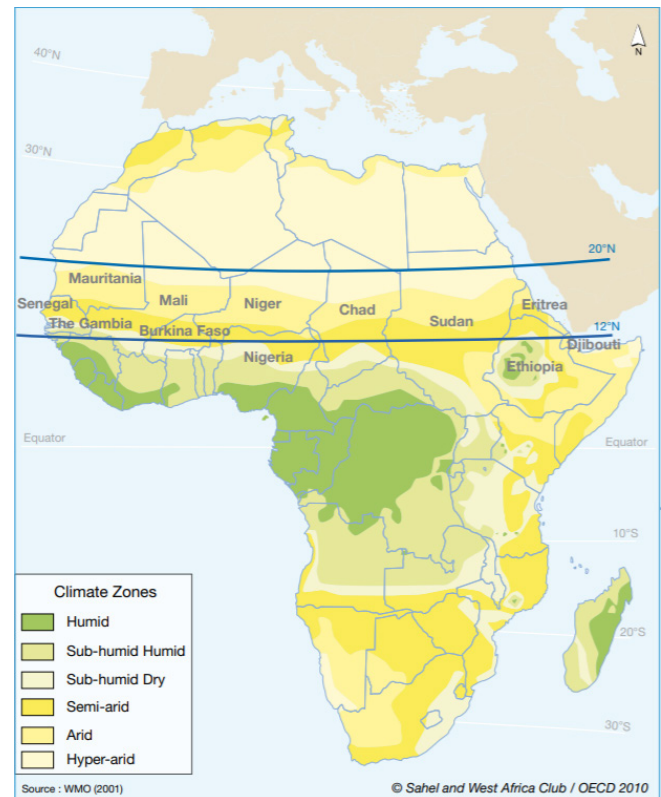 40°N
N
30°N
20°N
Mauritania
Mali
Niger
Chad
Sudan
Eritrea
Senegal
The Gambia
Burkina Faso
12°N
Djibouti
Nigeria
Ethiopia
Equator
Equator
10°S
20°S
30°S
Climate Zones
Humid
Sub-humid Humid
Sub-humid Dry
Semi-arid
Arid
Hyper-arid
Source : WMO (2001)
© Sahel and West Africa Club / OECD 2010